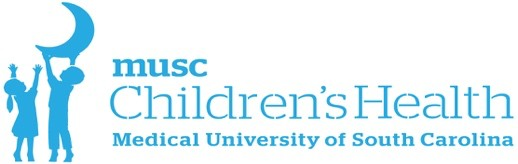 musc
Children's Health
Medical University of South Carolina